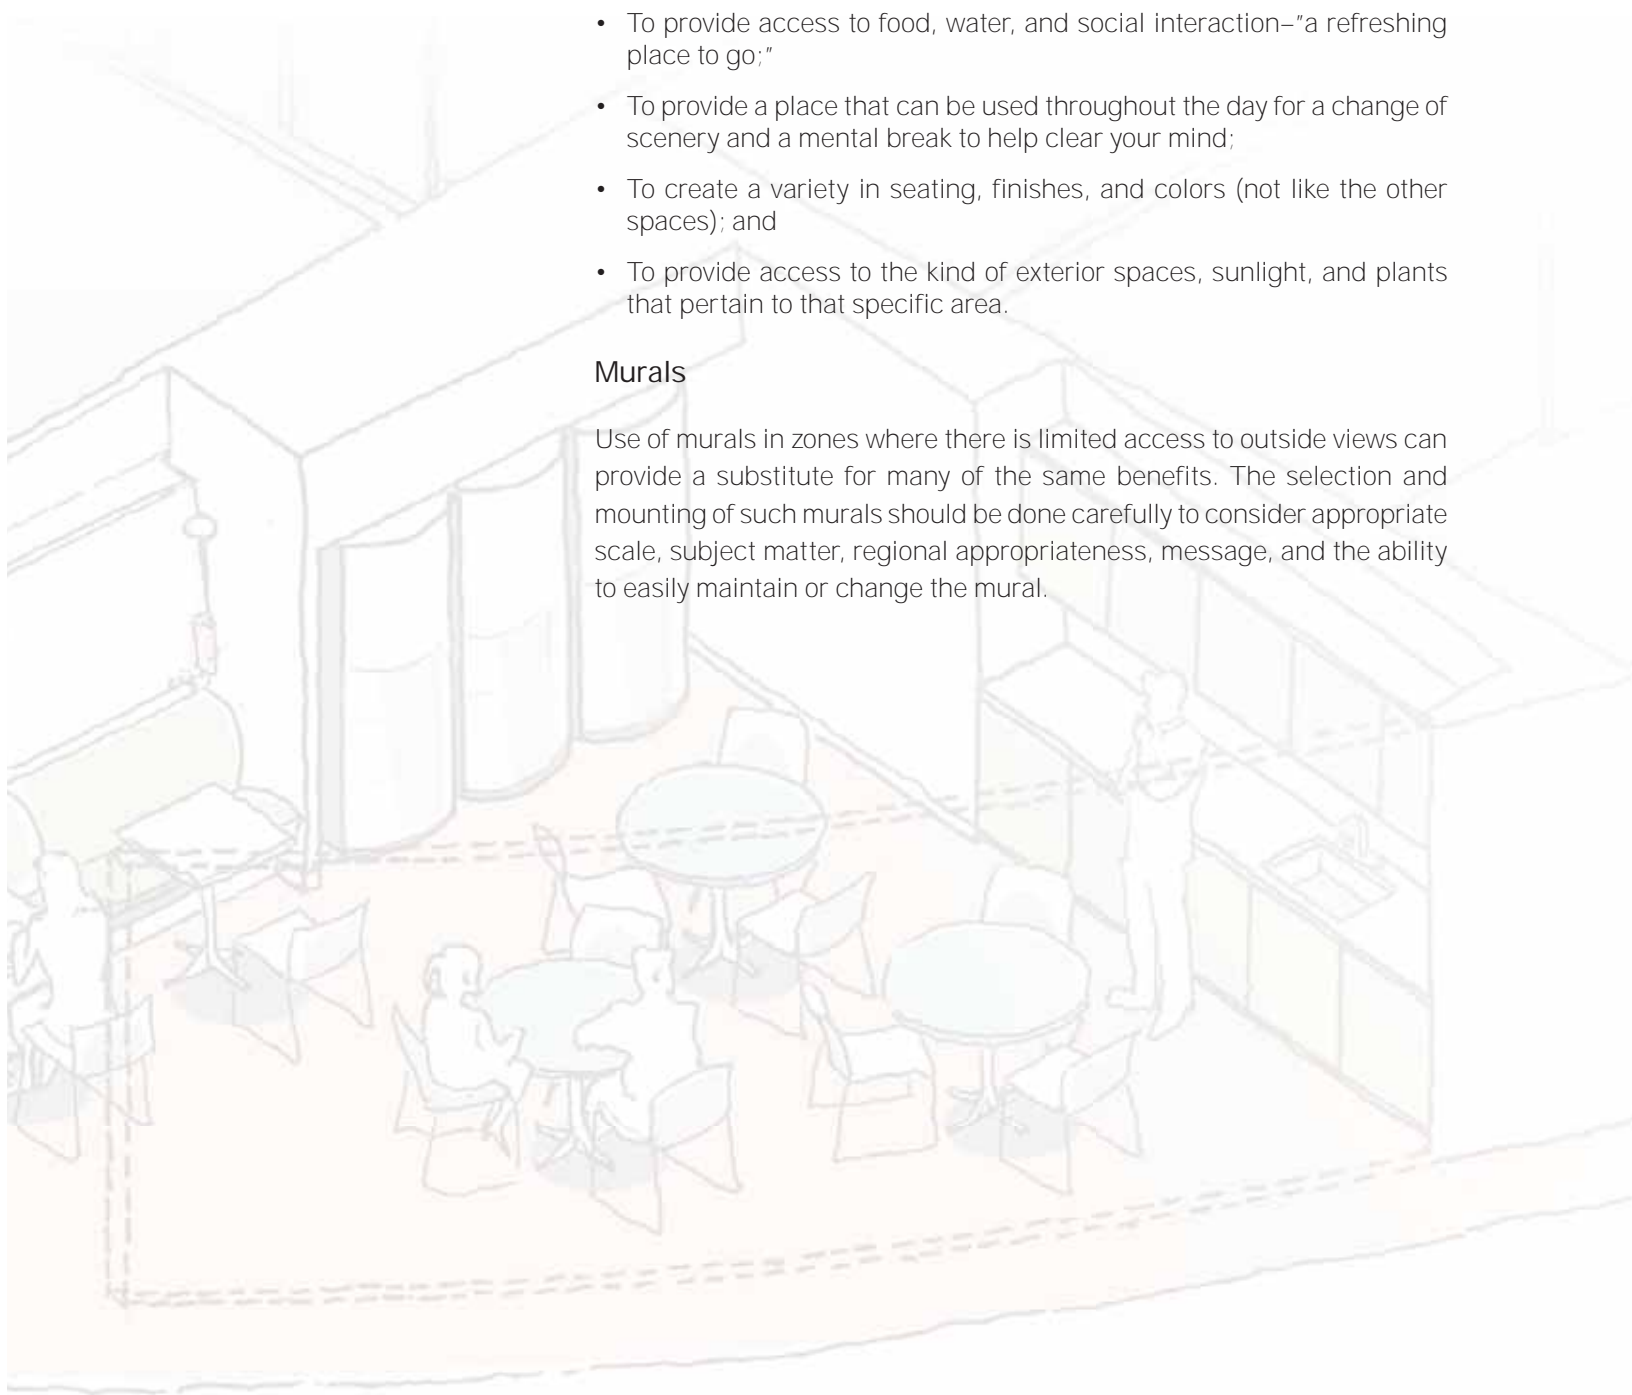 • To provide access to food, water, and social interaction–"a refreshing
place to go;"
• To provide a place that can be used throughout the day for a change of
scenery and a mental break to help clear your mind;
• To create a variety in seating, finishes, and colors (not like the other
spaces); and
• To provide access to the kind of exterior spaces, sunlight, and plants
that pertain to that specific area.
Murals
Use of murals in zones where there is limited access to outside views can
provide a substitute for many of the same benefits. The selection and
mounting of such murals should be done carefully to consider appropriate
scale, subject matter, regional appropriateness, message, and the ability
to easily maintain or change the mural.